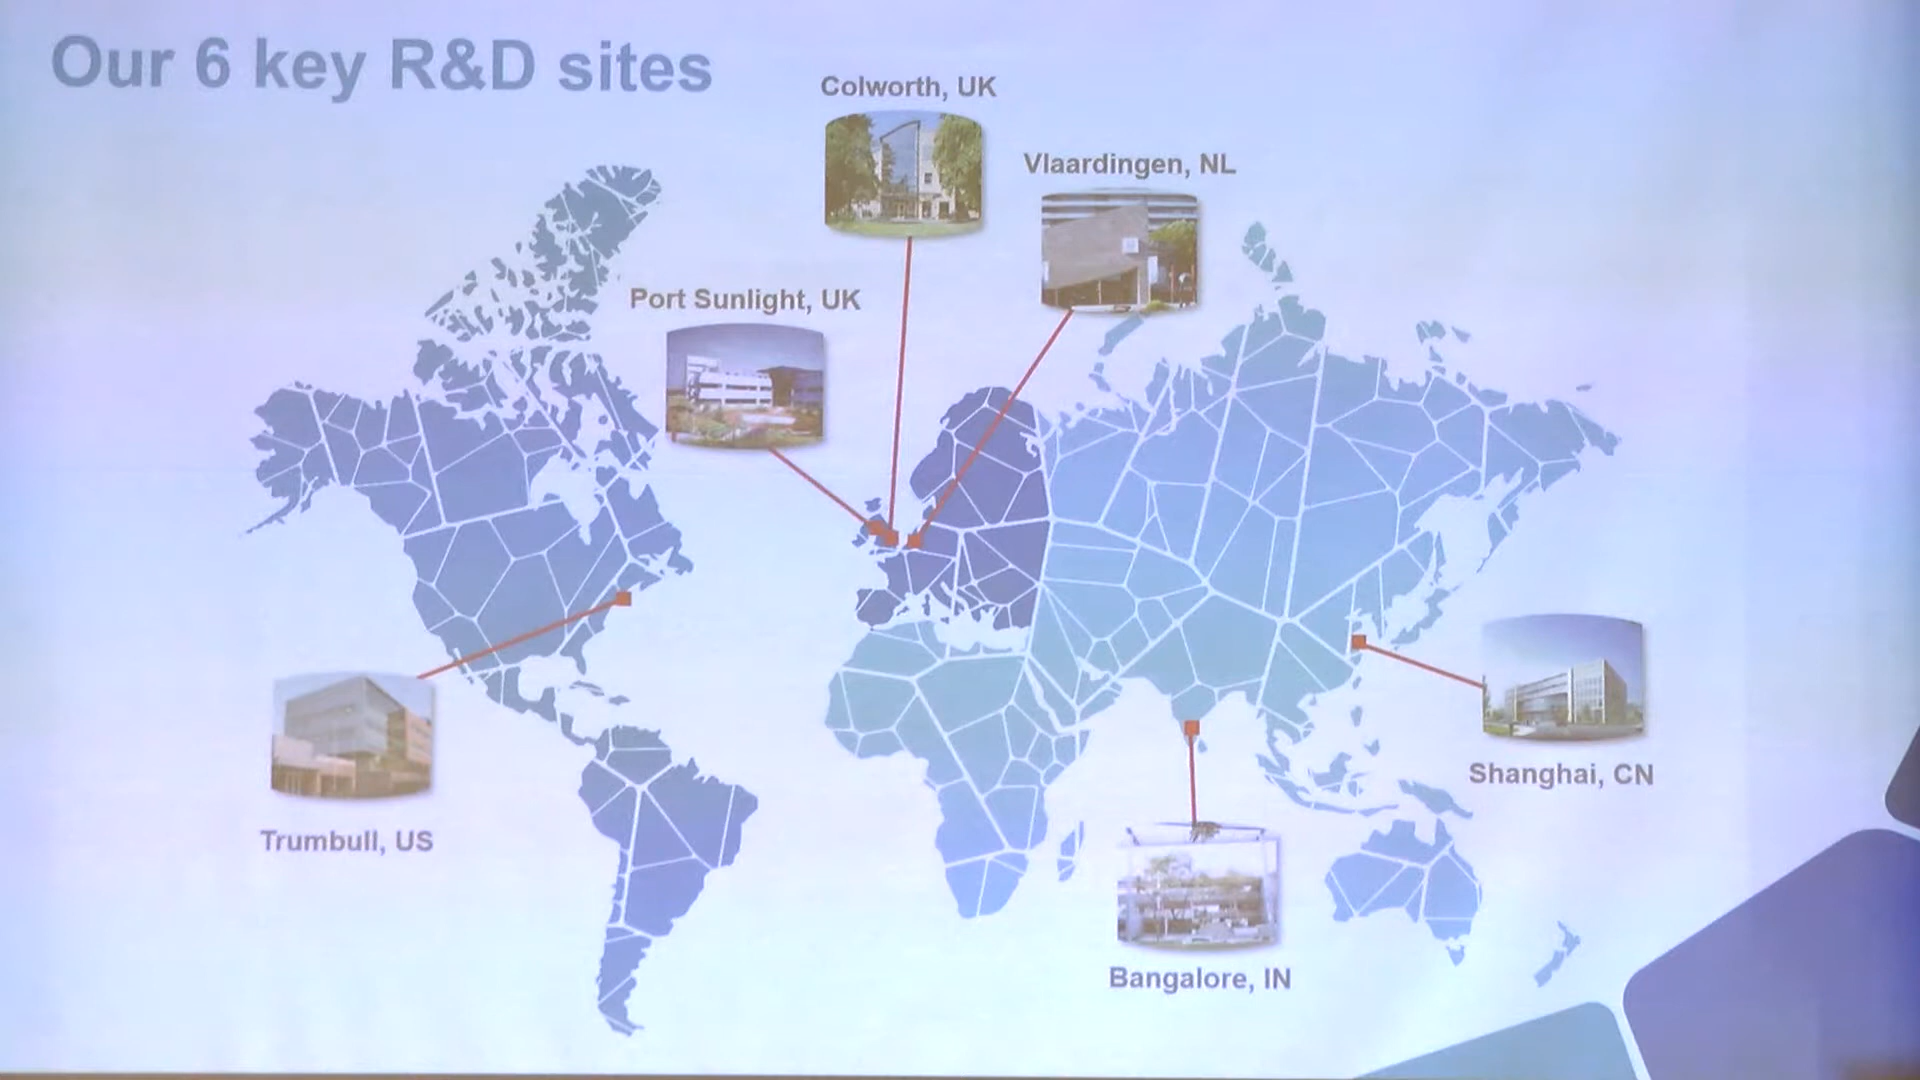 Our 6 key R&D sites
Colworth, UK
Vlaardingen, NL
Port Sunlight, UK
Shanghai, CN
Trumbull, US
Bangalore, IN